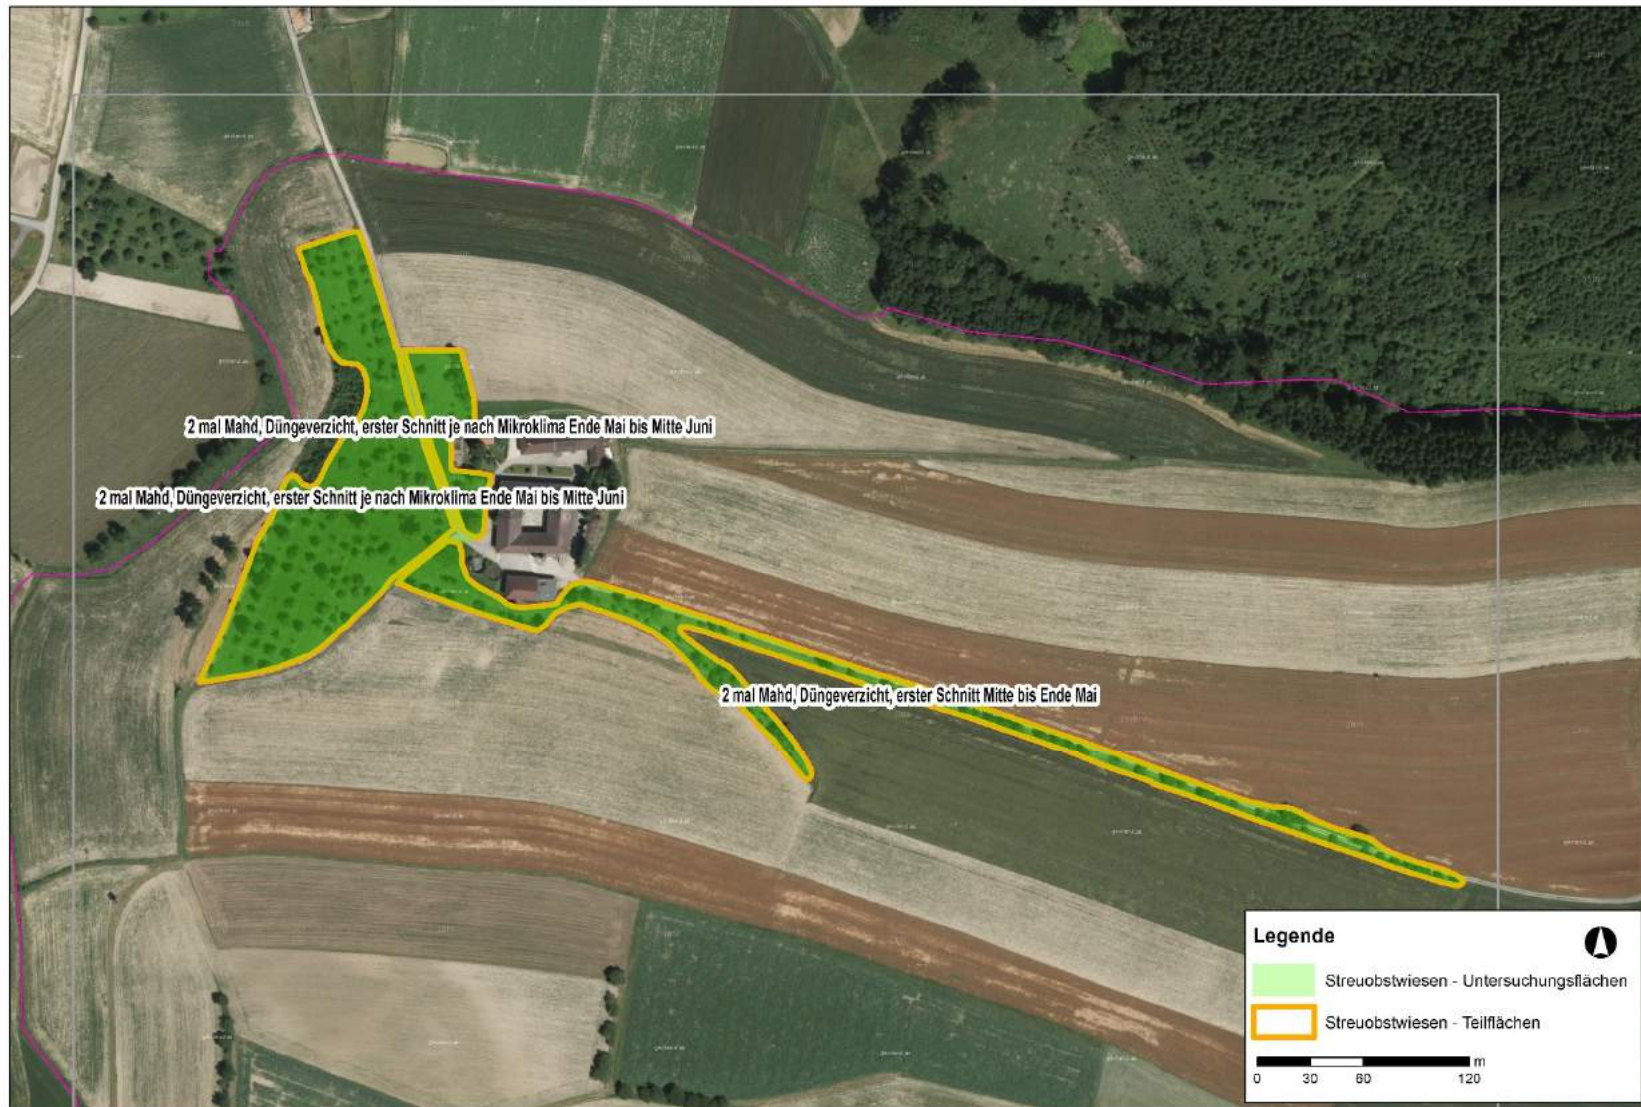 2 mal Mahd, Düngeverzicht, erster Schnitt je nach Mikroklima Ende Mai bis Mitte Juni
2 mal Mahd, Düngeverzicht, erster Schnitt je nach Mikroklima Ende Mai bis Mitte Juni
2 mal Mahd, Düngeverzicht, erster Schnitt Mitte bis Ende Mai
Legende
Streuobstwiesen - Untersuchungsflächen
Streuobstwiesen - Teilflächen
m
0 30 60 120